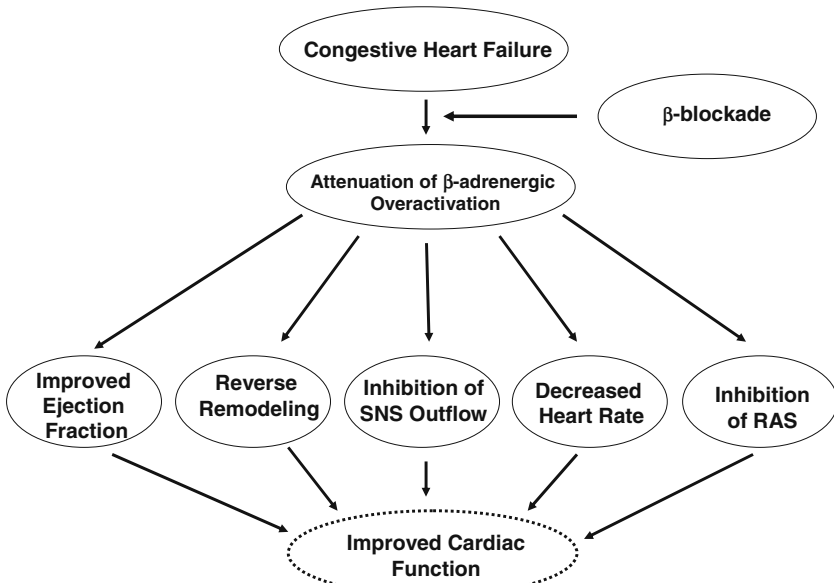 Congestive Heart Failure
β-blockade
Attenuation of β-adrenergic
Overactivation
Improved
Ejection
Fraction
Reverse
Remodeling
Inhibition of
SNS Outflow
Decreased
Heart Rate
Inhibition
of RAS
Improved Cardiac
Function